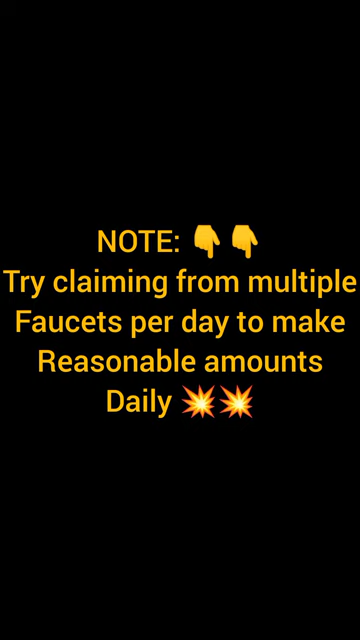 NOTE: 👇👇
Try claiming from multiple
Faucets per day to make
Reasonable amounts
Daily 💥💥